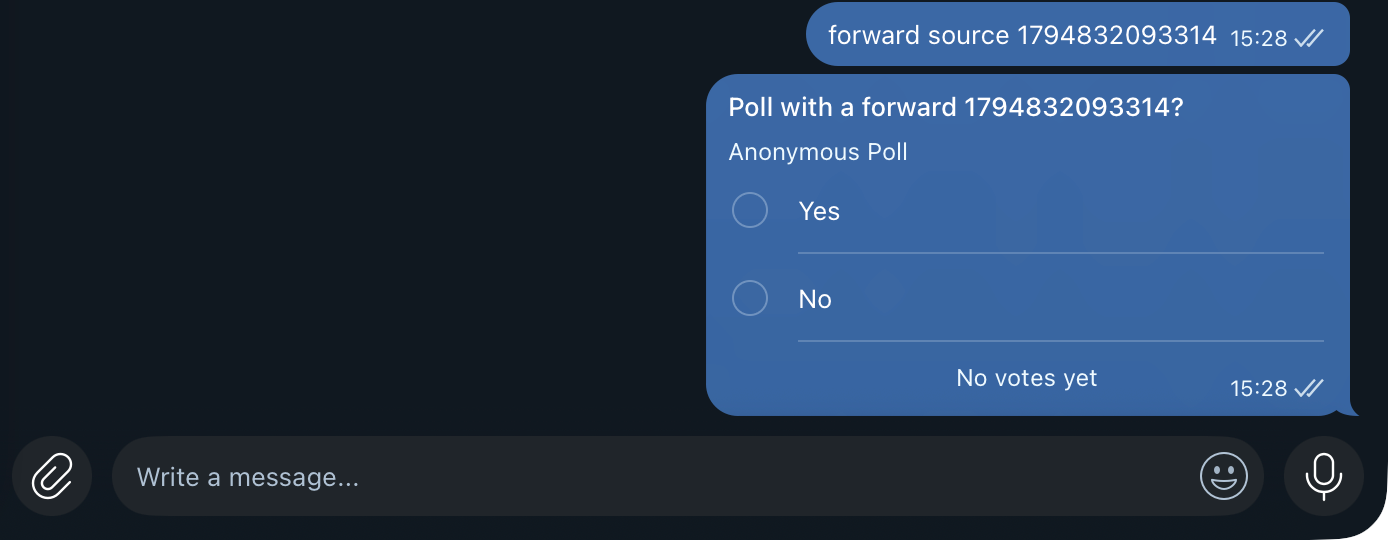 forward source 1794832093314 15:28
Poll with a forward 1794832093314?
Anonymous Poll
Yes
No
No votes yet
15:28
Write a message...